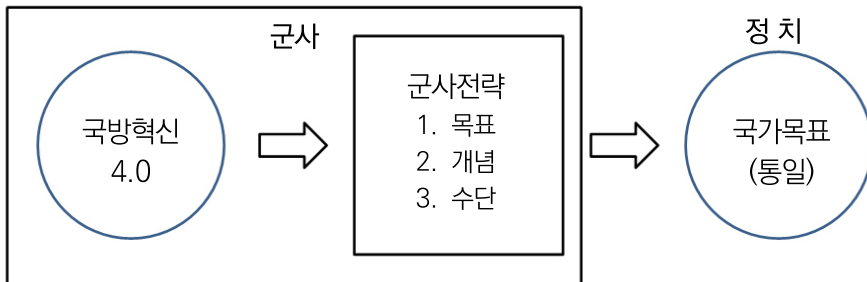 군사
정 치
국방혁신
4.0
군사전략
1. 목표
2. 개념
3. 수단
국가목표
(통일)